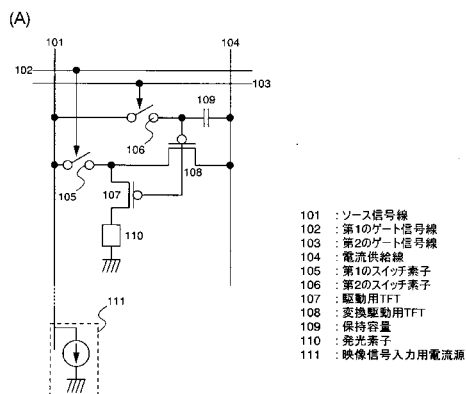 (A)
101
104
102
103
109
106
105
107
108
110
111
101 : ソース信号線
102 : 第1のゲート信号線
103 : 第2のゲート信号線
104 : 電流供給線
105 : 第1のスイッチ素子
106 : 第2のスイッチ素子
107 : 駆動用TFT
108 : 変換駆動用TFT
109 : 保持容量
110 : 発光素子
111 : 映像信号入力用電流源